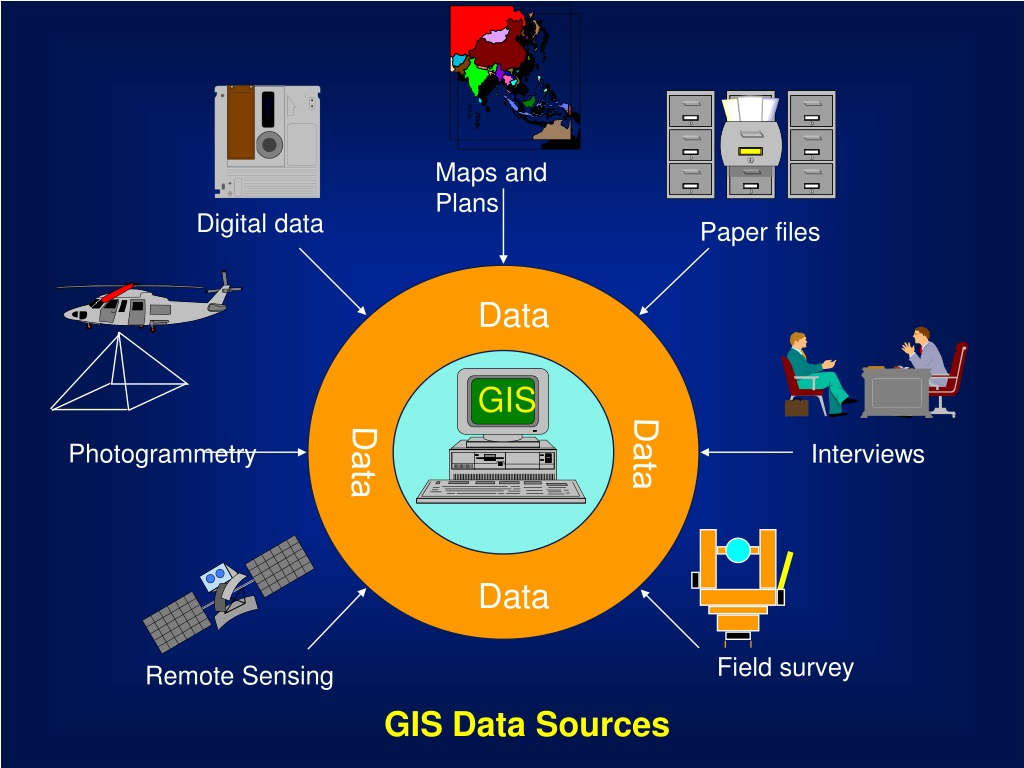 Maps and
Plans
Digital data
Paper files
Data
GIS
Data
Data
Photogrammetry
Interviews
Data
Remote Sensing
Field survey
GIS Data Sources